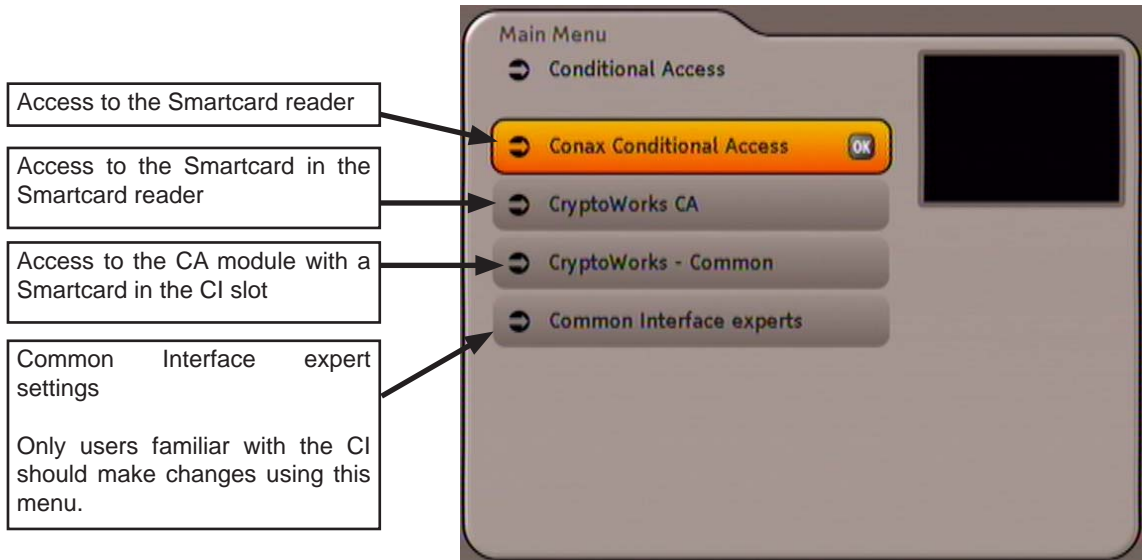 Access to the Smartcard reader
Access to the Smartcard in the
Smartcard reader
Access to the CA module with a
Smartcard in the CI slot
Common Interface expert
settings
Only users familiar with the CI
should make changes using this
menu.
Main Menu
Conditional Access
Conax Conditional Access OK
CryptoWorks CA
CryptoWorks - Common
Common Interface experts